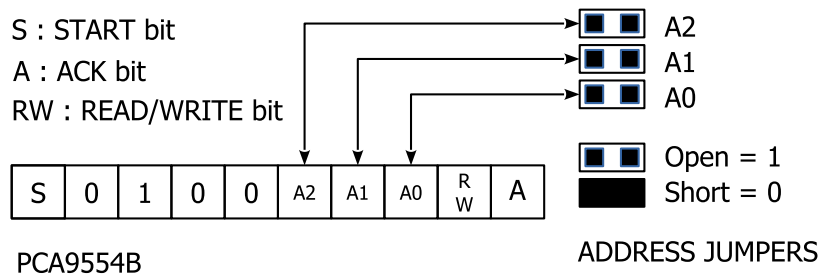 S : START bit
A : ACK bit
RW : READ/WRITE bit
A2
A1
A0
Open = 1
Short = 0
S 0 1 0 0 A2 A1 A0 R W A
PCA9554B
ADDRESS JUMPERS